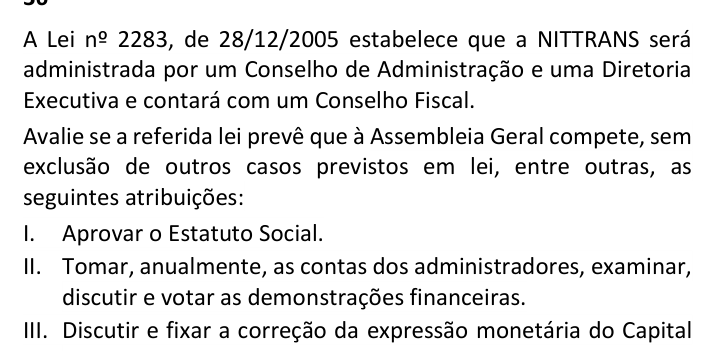 A Lei nº 2283, de 28/12/2005 estabelece que a NITTRANS será
administrada por um Conselho de Administração e uma Diretoria
Executiva e contará com um Conselho Fiscal.
Avalie se a referida lei prevê que à Assembleia Geral compete, sem
exclusão de outros casos previstos em lei, entre outras, as
seguintes atribuições:
I. Aprovar o Estatuto Social.
II. Tomar, anualmente, as contas dos administradores, examinar,
discutir e votar as demonstrações financeiras.
III. Discutir e fixar a correção da expressão monetária do Capital